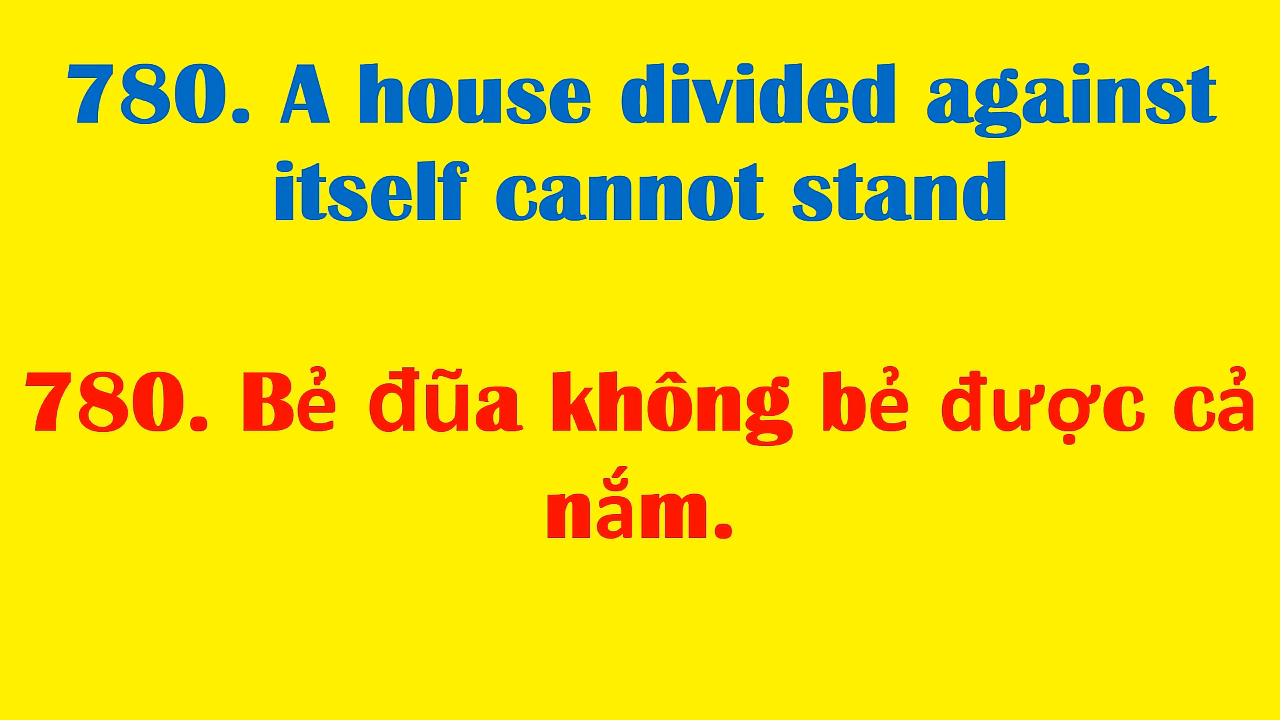 780. A house divided against
itself cannot stand
780. Bẻ đũa không bẻ được cả
nắm.